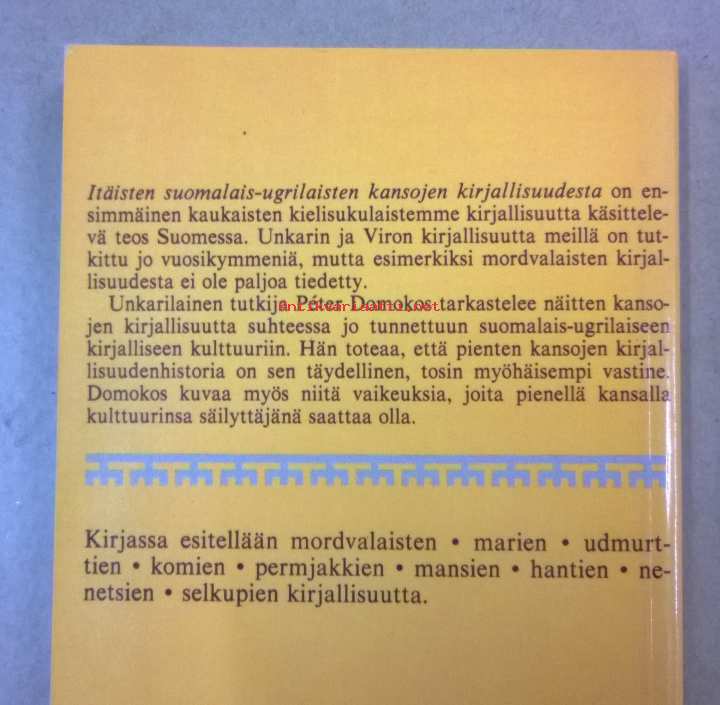 Itäisten suomalais-ugrilaisten kansojen kirjallisuudesta on en-
simmäinen kaukaisten kielisukulaistemme kirjallisuutta käsittele-
vä teos Suomessa. Unkarin ja Viron kirjallisuutta meillä on tut-
kittu jo vuosikymmeniä, mutta esimerkiksi mordvalaisten kirjal-
lisuudesta ei ole paljoa tiedetty.
Unkarilainen tutkija Péter Domokos tarkastelee näitten kanso-
jen kirjallisuutta suhteessa jo tunnettuun suomalais-ugrilaiseen
kirjalliseen kulttuuriin. Hän toteaa, että pienten kansojen kirjal-
lisuudenhistoria on sen täydellinen, tosin myöhäisempi vastine.
Domokos kuvaa myös niitä vaikeuksia, joita pienellä kansalla
kulttuurinsa säilyttäjänä saattaa olla.
Kirjassa esitellään mordvalaisten • marien • udmurt-
tien • komien • permjakkien • mansien • hantien • ne-
netsien • selkupien kirjallisuutta.